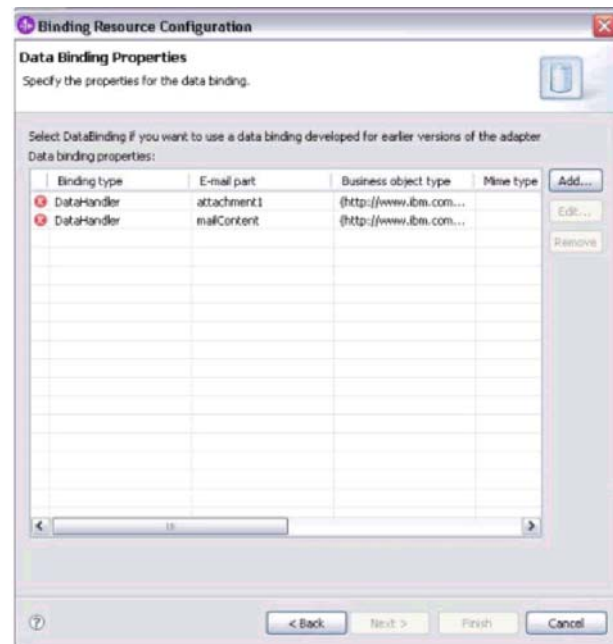 Binding Resource Configuration
Data Binding Properties
Specify the properties for the data binding.
Select DataBinding if you want to use a data binding developed for earlier versions of the adapter
Data binding properties:
Binding type E-mail part Business object type Mime type Add...
DataHandler attachment1 {http://www.ibm.com... Edit...
DataHandler mailContent {http://www.ibm.com...
Remove
< Back Next > Finish Cancel